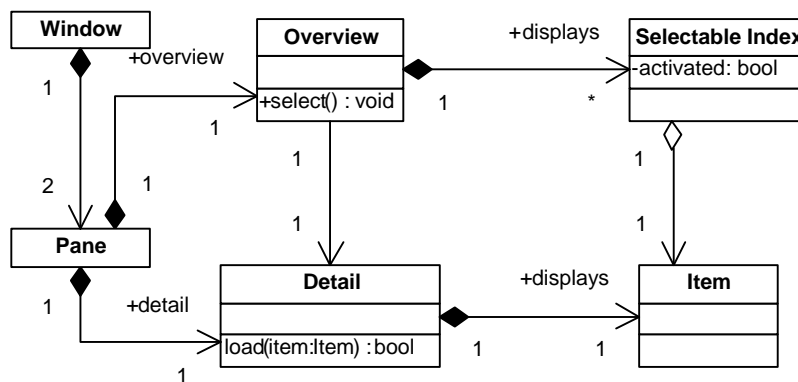 Window
Overview
+displays
Selectable Index
+overview
-activated: bool
1
+select() : void
1
*
1
1
1
1
2
1
1
Pane
Detail
Item
1
+detail
+displays
load(item:Item) : bool
1
1
1